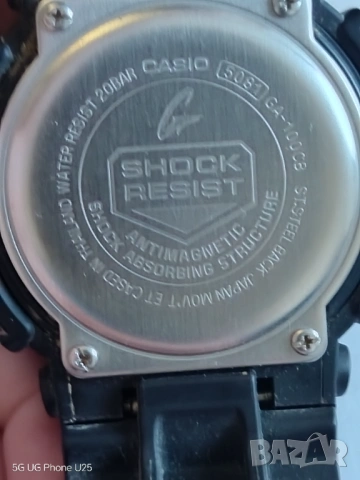 CASIO 5081 GA-100CB ST.STEEL BACK JAPAN MOV'T ET CASED IN THAILAND WATER RESIST 20BAR
G
SHOCK
RESIST
ANTIMAGNETIC
SHOCK ABSORBING STRUCTURE
5G UG Phone U25
BAZAR